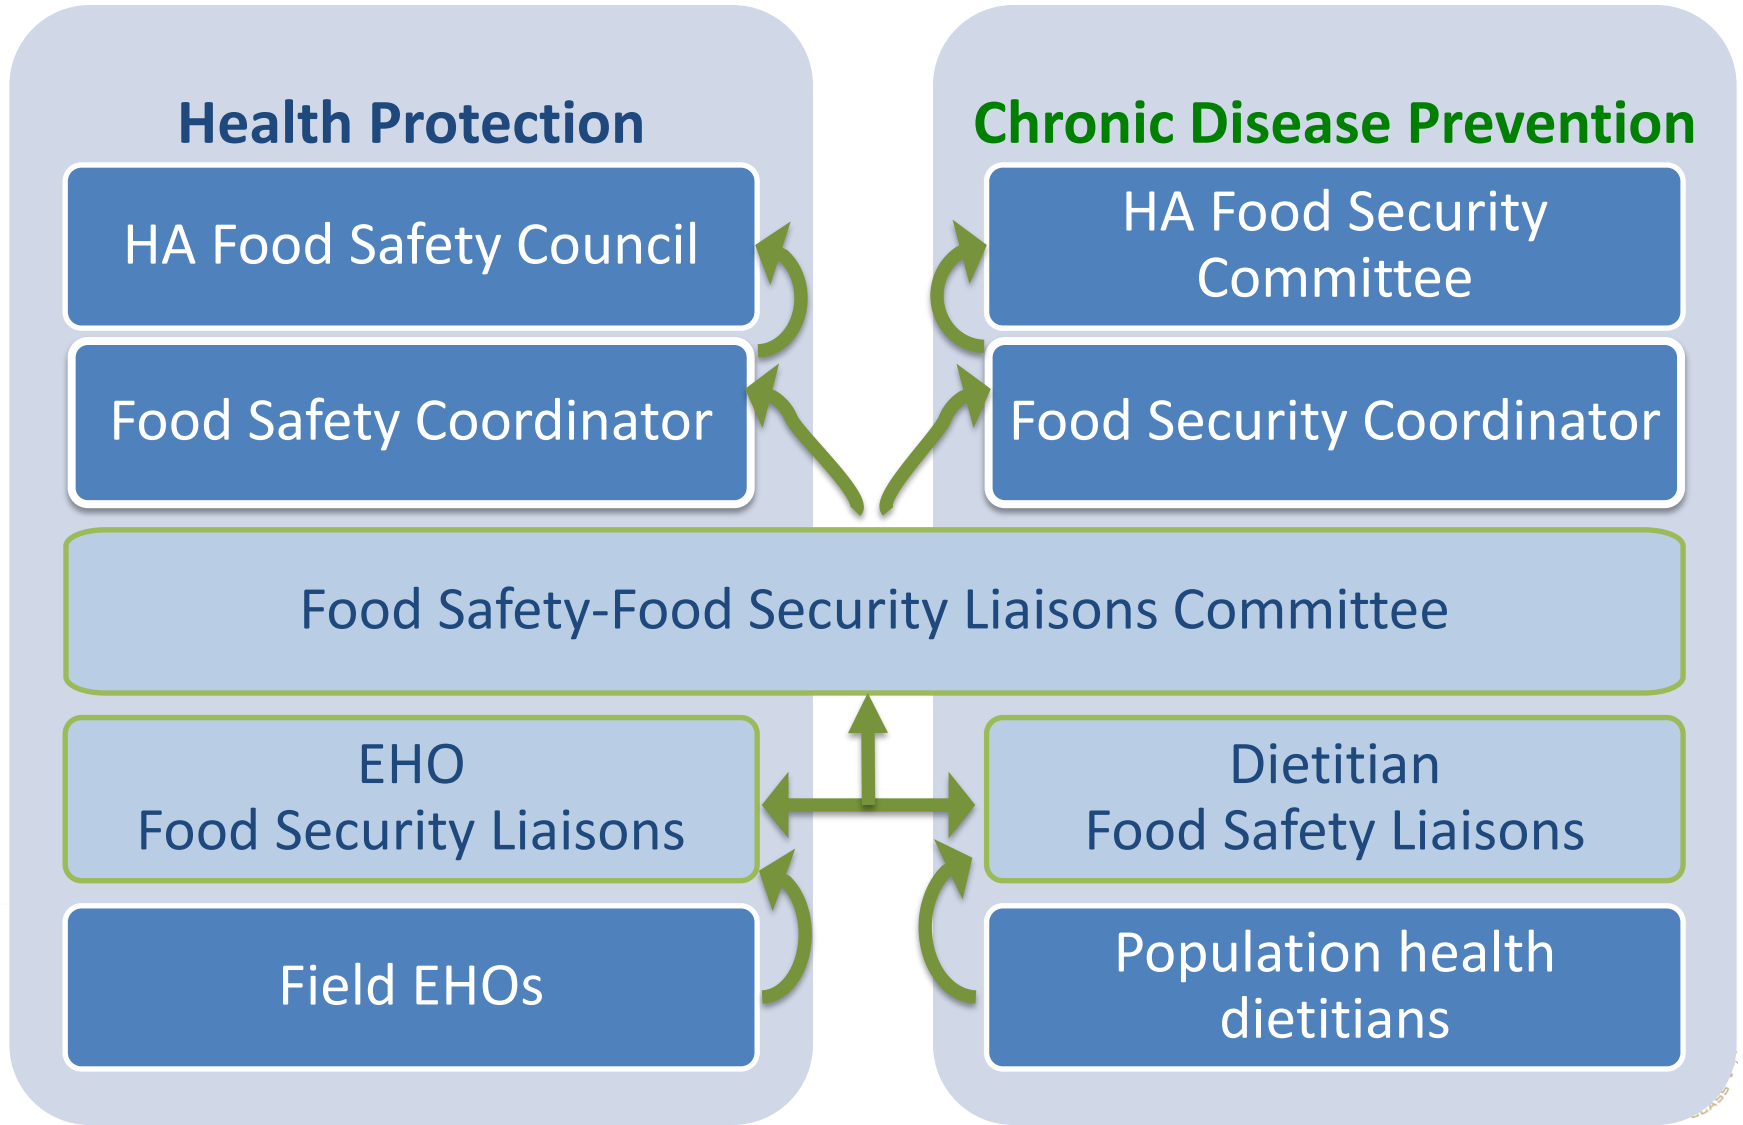 Health Protection
Chronic Disease Prevention
HA Food Safety Council
HA Food Security
Committee
Food Safety Coordinator
Food Security Coordinator
Food Safety-Food Security Liaisons Committee
EHO
Food Security Liaisons
Dietitian
Food Safety Liaisons
Field EHOs
Population health
dietitians